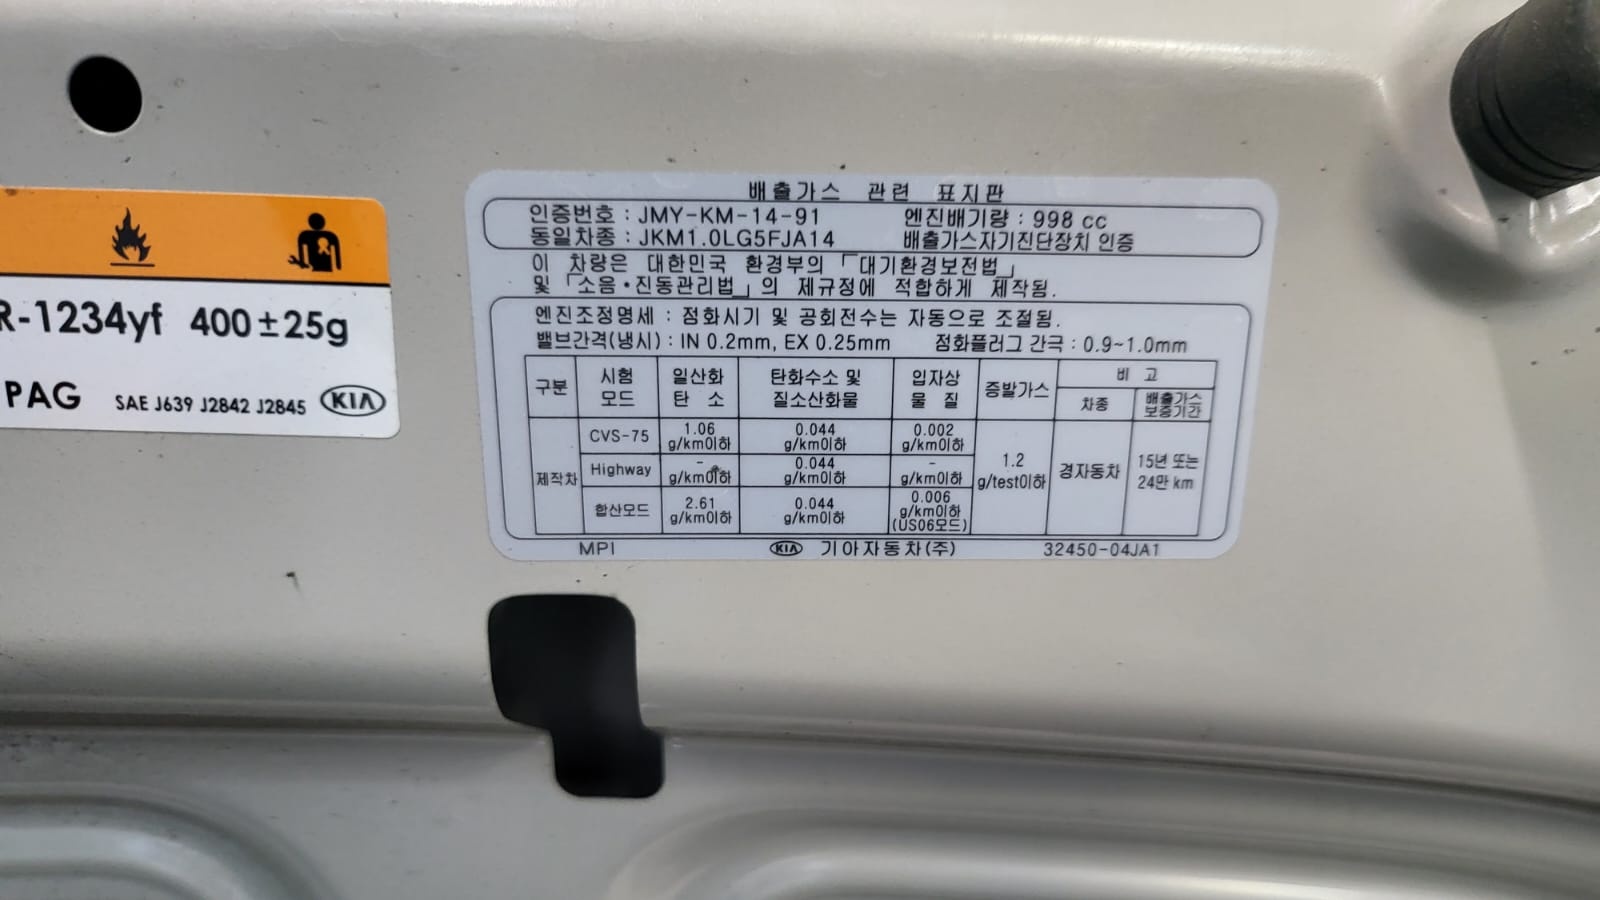 R-1234yf 400±25g
PAG SAE J639 J2842 J2845 KIA
배출가스 관련 표지판
인증번호 : JMY-KM-14-91 엔진배기량 : 998 cc
동일차종 : JKM1.0LG5FJA14 배출가스자기진단장치 인증
이 차량은 대한민국 환경부의 「대기환경보전법」
및 「소음·진동관리법」의 제규정에 적합하게 제작됨.
엔진조정명세 : 점화시기 및 공회전수는 자동으로 조절됨.
밸브간격(냉시) : IN 0.2mm, EX 0.25mm 점화플러그 간극 : 0.9~1.0mm
구분 시험 모드 일산화 탄 소 탄화수소 및 질소산화물 입자상 물 질 증발가스 비 고
차종 배출가스 보증기간
제작차 CVS-75 1.06 g/km이하 0.044 g/km이하 0.002 g/km이하 1.2 g/test이하 경자동차 15년 또는 24만 km
Highway - g/km이하 0.044 g/km이하 - g/km이하
합산모드 2.61 g/km이하 0.044 g/km이하 0.006 g/km이하 (US06모드)
MPI KIA 기아자동차(주) 32450-04JA1